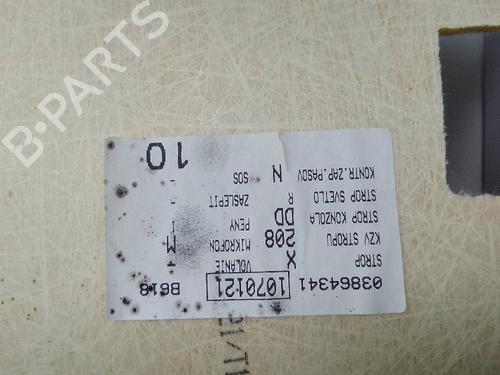 03864341 1070121 B618
STROP X VOLANIE -
KZV STROPU 208 MIKROFON M
STROP KONZOLA DD PENY -
STROP SVETLO R ZASLEPIT -
KONTR.ZAP.PASOV N SOS -
10
B-PARTS